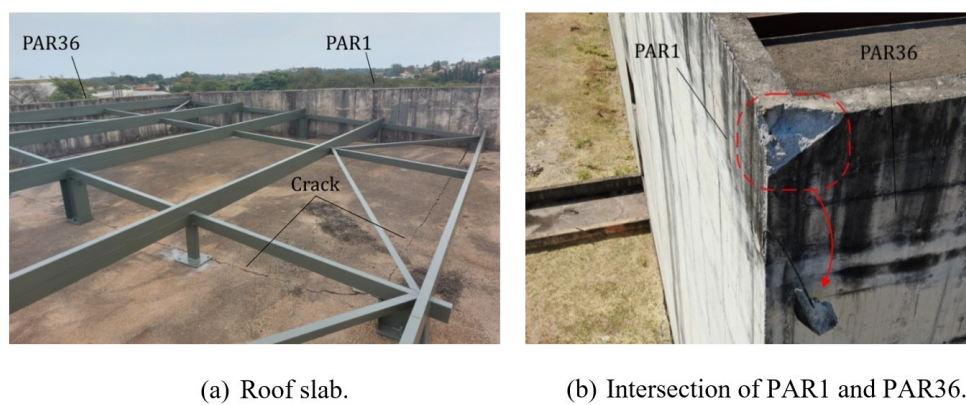 PAR36
PAR1
Crack
PAR1
PAR36
(a) Roof slab.
(b) Intersection of PAR1 and PAR36.